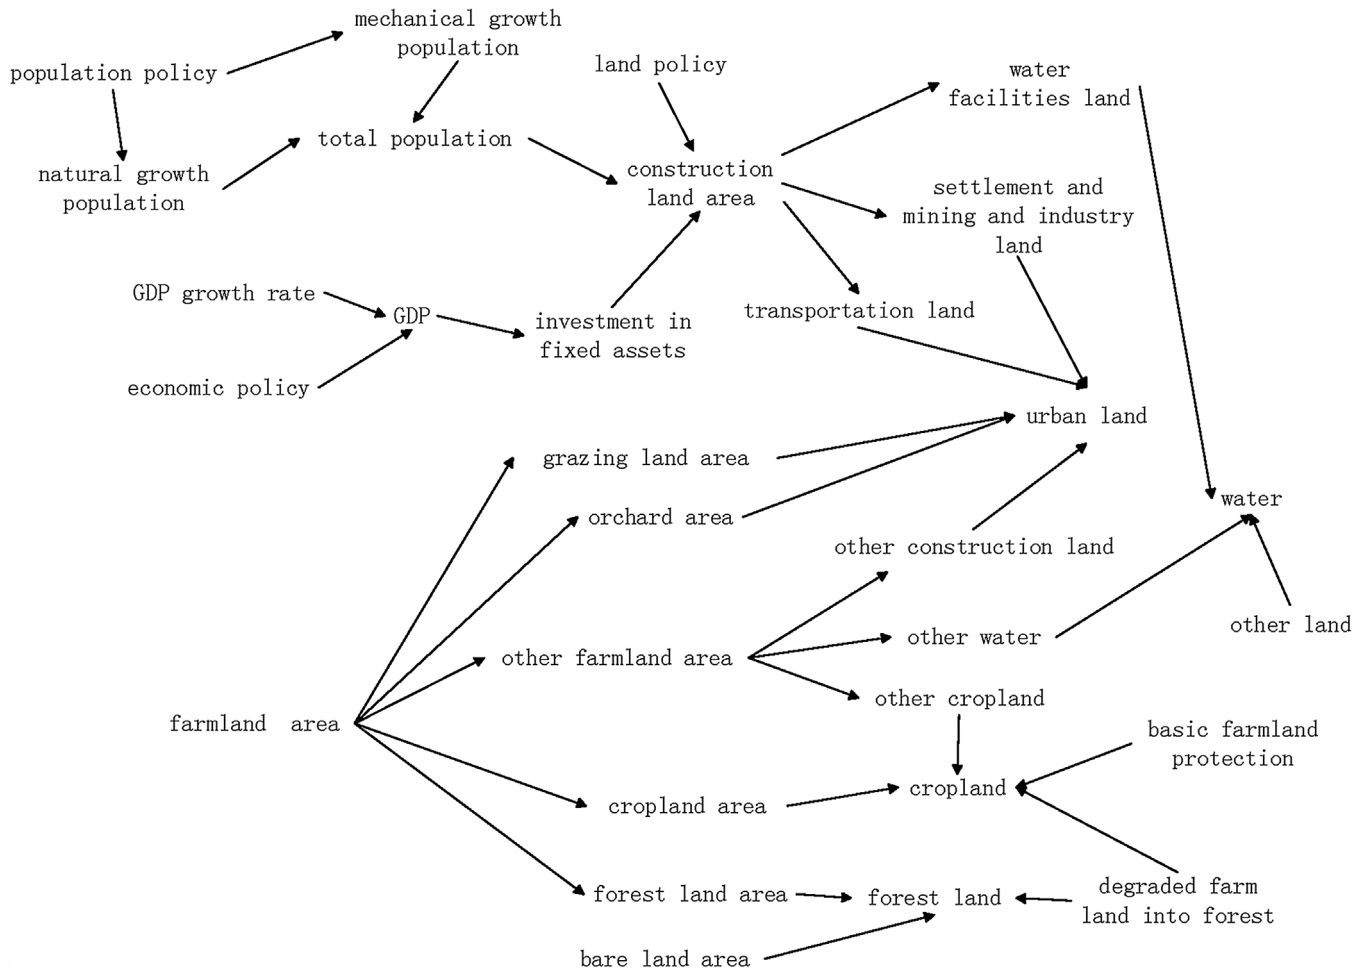 mechanical growth
population
population policy
land policy
water
facilities land
total population
natural growth
population
construction
land area
settlement and
mining and industry
land
GDP growth rate
GDP
investment in
fixed assets
transportation land
economic policy
urban land
grazing land area
orchard area
water
other construction land
other land
other water
other farmland area
other cropland
farmland area
basic farmland
protection
cropland
cropland area
forest land area
forest land
degraded farm
land into forest
bare land area